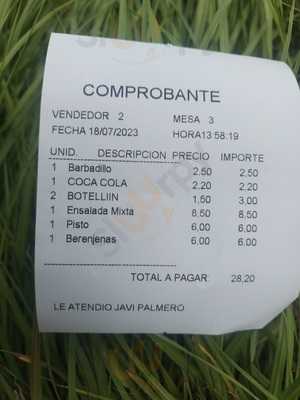 COMPROBANTE
VENDEDOR 2 MESA 3
FECHA 18/07/2023 HORA13 58:19
UNID. DESCRIPCION PRECIO IMPORTE
1 Barbadillo 2.50 2.50
1 COCA COLA 2.20 2.20
2 BOTELLIIN 1,50 3.00
1 Ensalada Mixta 8,50 8.50
1 Pisto 6,00 6.00
1 Berenjenas 6,00 6.00
TOTAL A PAGAR: 28,20
LE ATENDIO JAVI PALMERO